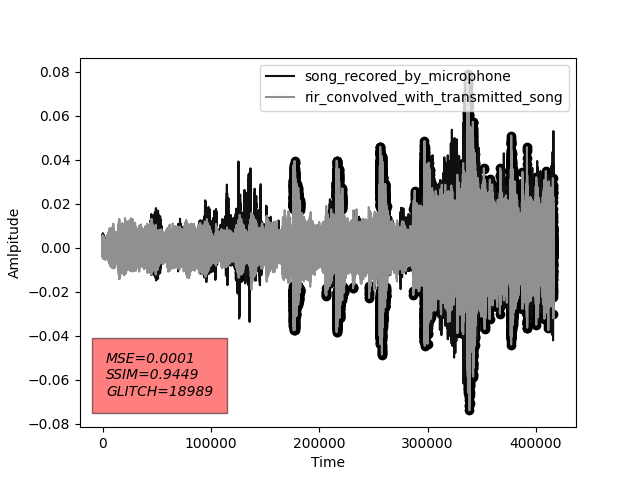 song_recored_by_microphone
rir_convolved_with_transmitted_song
0.08
0.06
0.04
0.02
0.00
−0.02
−0.04
−0.06
−0.08
Amlpitude
MSE=0.0001
SSIM=0.9449
GLITCH=18989
0 100000 200000 300000 400000
Time